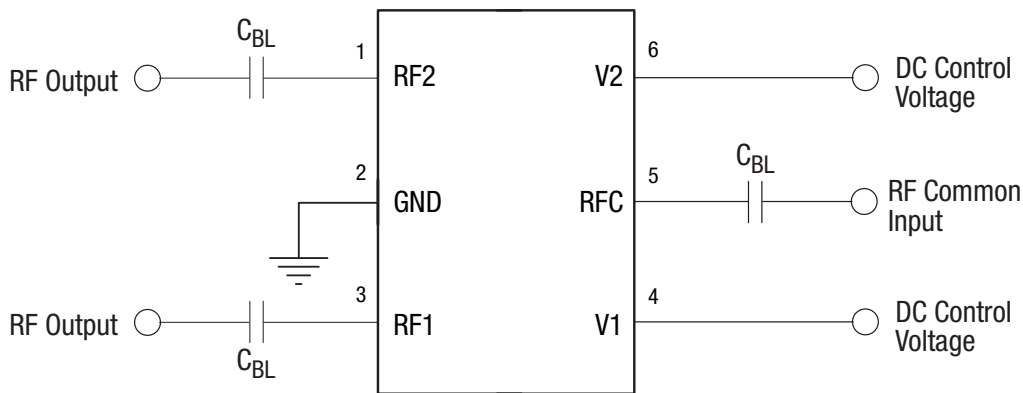 C_BL
1
6
RF Output
RF2
V2
DC Control
Voltage
C_BL
2
5
GND
RFC
RF Common
Input
3
4
RF Output
RF1
V1
DC Control
Voltage
C_BL